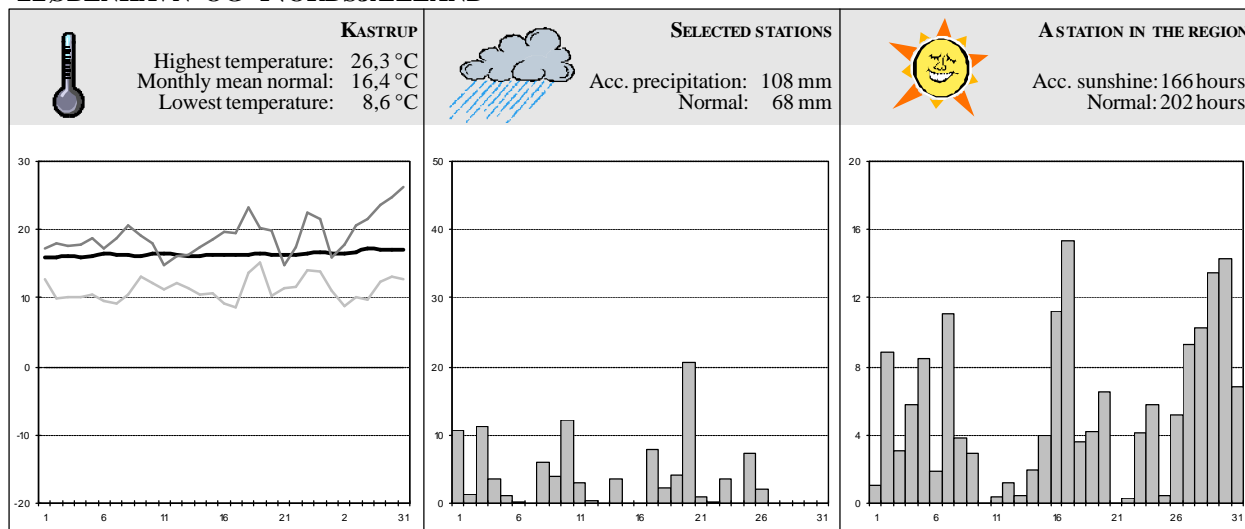 KASTRUP
Highest temperature: 26,3 °C
Monthly mean normal: 16,4 °C
Lowest temperature: 8,6 °C
30
20
10
0
-10
-20
1 6 11 16 21 2 31
SELECTED STATIONS
Acc. precipitation: 108 mm
Normal: 68 mm
50
40
30
20
10
0
1 6 11 16 21 26 31
A STATION IN THE REGION
Acc. sunshine: 166 hours
Normal: 202 hours
20
16
12
8
4
0
1 6 11 16 21 26 31